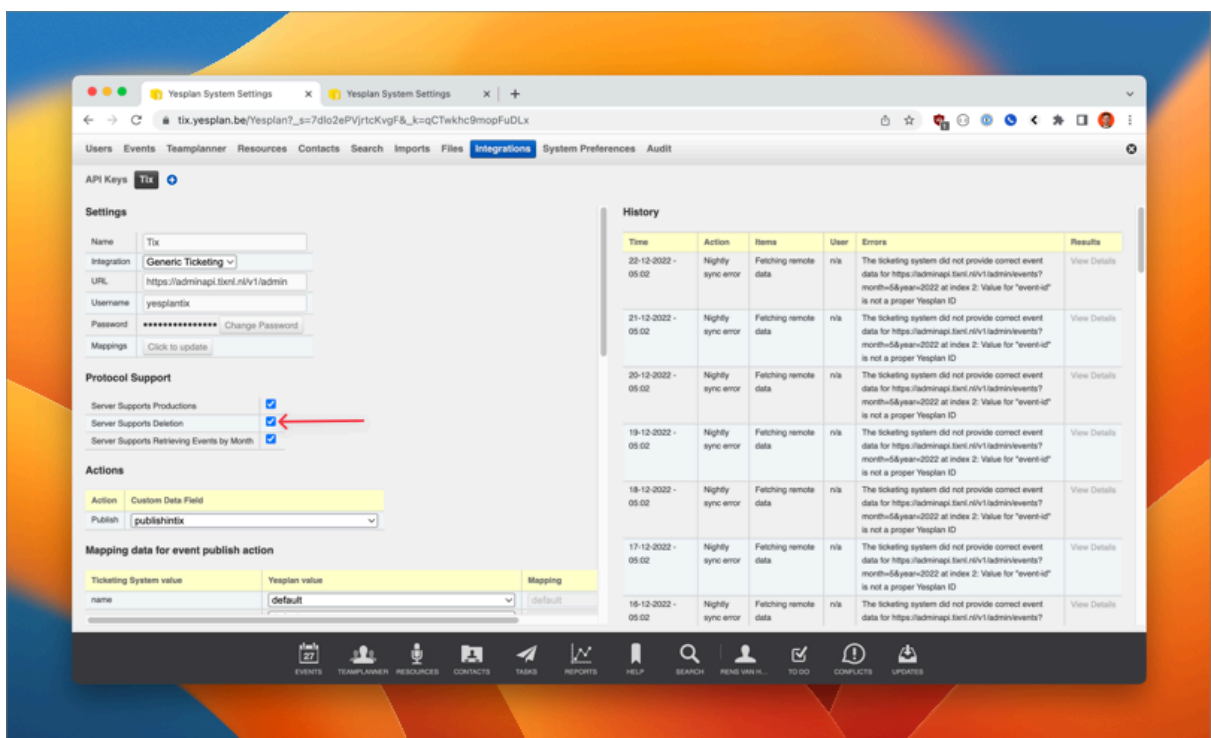 Yesplan System Settings
Yesplan System Settings
tix.yesplan.be/Yesplan?_s=7dlo2ePVjrtcKvgF&_k=qCTwkhc9mopFuDLx
Users Events Teamplanner Resources Contacts Search Imports Files Integrations System Preferences Audit
API Keys Tix
Settings
Name Tix
Integration Generic Ticketing
URL https://adminapi.tixnl.nl/v1/admin
Username yesplantix
Password ••••••••••••••• Change Password
Mappings Click to update
Protocol Support
Server Supports Productions
Server Supports Deletion
Server Supports Retrieving Events by Month
Actions
Action Custom Data Field
Publish publishintix
Mapping data for event publish action
Ticketing System value Yesplan value Mapping
name default default
History
Time Action Items User Errors Results
22-12-2022 - Nightly Fetching remote n/a The ticketing system did not provide correct event View Details
05:02 sync error data data for https://adminapi.tixnl.nl/v1/admin/events?
month=5&year=2022 at index 2: Value for "event-id"
is not a proper Yesplan ID
21-12-2022 - Nightly Fetching remote n/a The ticketing system did not provide correct event View Details
05:02 sync error data data for https://adminapi.tixnl.nl/v1/admin/events?
month=5&year=2022 at index 2: Value for "event-id"
is not a proper Yesplan ID
20-12-2022 - Nightly Fetching remote n/a The ticketing system did not provide correct event View Details
05:02 sync error data data for https://adminapi.tixnl.nl/v1/admin/events?
month=5&year=2022 at index 2: Value for "event-id"
is not a proper Yesplan ID
19-12-2022 - Nightly Fetching remote n/a The ticketing system did not provide correct event View Details
05:02 sync error data data for https://adminapi.tixnl.nl/v1/admin/events?
month=5&year=2022 at index 2: Value for "event-id"
is not a proper Yesplan ID
18-12-2022 - Nightly Fetching remote n/a The ticketing system did not provide correct event View Details
05:02 sync error data data for https://adminapi.tixnl.nl/v1/admin/events?
month=5&year=2022 at index 2: Value for "event-id"
is not a proper Yesplan ID
17-12-2022 - Nightly Fetching remote n/a The ticketing system did not provide correct event View Details
05:02 sync error data data for https://adminapi.tixnl.nl/v1/admin/events?
month=5&year=2022 at index 2: Value for "event-id"
is not a proper Yesplan ID
16-12-2022 - Nightly Fetching remote n/a The ticketing system did not provide correct event View Details
05:02 sync error data data for https://adminapi.tixnl.nl/v1/admin/events?
27
EVENTS TEAMPLANNER RESOURCES CONTACTS TASKS REPORTS HELP SEARCH RENS VAN H... TO DO CONFLICTS UPDATES